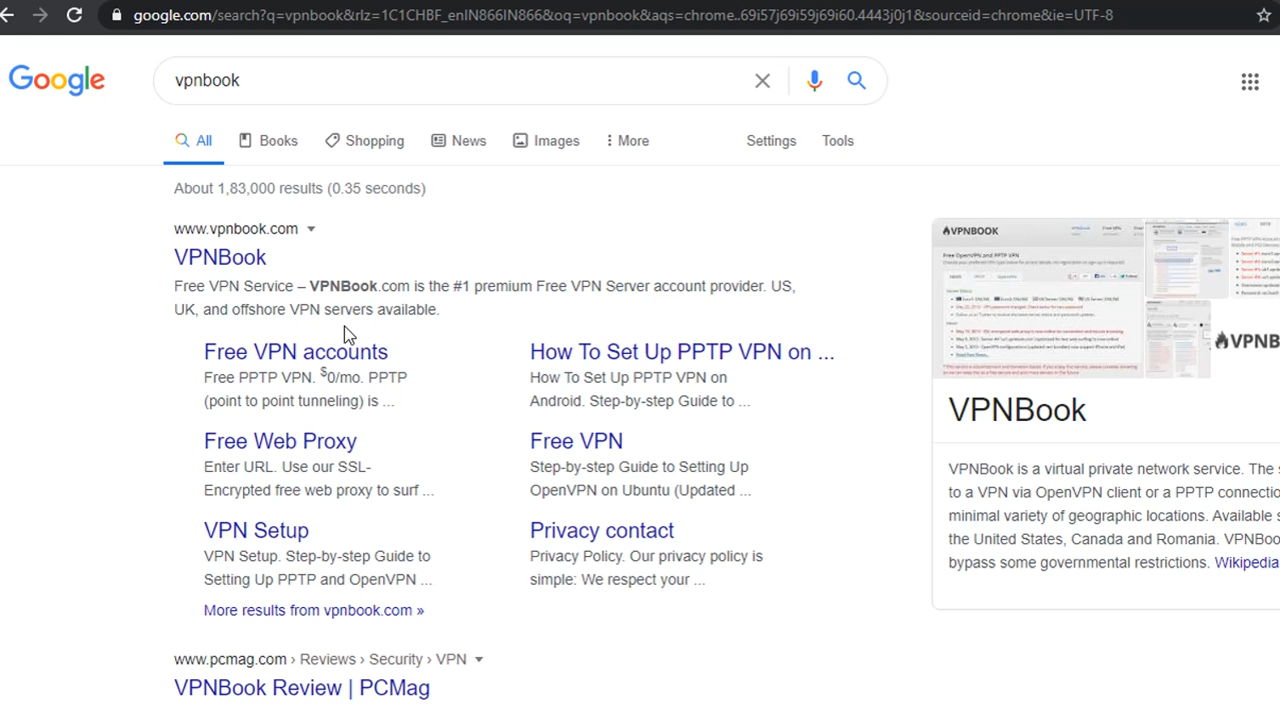 google.com/search?q=vpnbook&rlz=1C1CHBF_enIN866IN866&oq=vpnbook&aqs=chrome..69i57j69i59j69i60.4443j0j1&sourceid=chrome&ie=UTF-8
Google
vpnbook
All Books Shopping News Images More Settings Tools
About 1,83,000 results (0.35 seconds)
www.vpnbook.com
VPNBook
Free VPN Service – VPNBook.com is the #1 premium Free VPN Server account provider. US,
UK, and offshore VPN servers available.
Free VPN accounts
Free PPTP VPN. $0/mo. PPTP
(point to point tunneling) is ...
How To Set Up PPTP VPN on ...
How To Set Up PPTP VPN on
Android. Step-by-step Guide to ...
Free Web Proxy
Enter URL. Use our SSL-
Encrypted free web proxy to surf ...
Free VPN
Step-by-step Guide to Setting Up
OpenVPN on Ubuntu (Updated ...
VPN Setup
VPN Setup. Step-by-step Guide to
Setting Up PPTP and OpenVPN ...
Privacy contact
Privacy Policy. Our privacy policy is
simple: We respect your ...
More results from vpnbook.com »
www.pcmag.com › Reviews › Security › VPN
VPNBook Review | PCMag
VPNBOOK
Free OpenVPN and PPTP VPN
VPNB
VPNBook
VPNBook is a virtual private network service. The s
to a VPN via OpenVPN client or a PPTP connectio
minimal variety of geographic locations. Available s
the United States, Canada and Romania. VPNBoo
bypass some governmental restrictions. Wikipedia